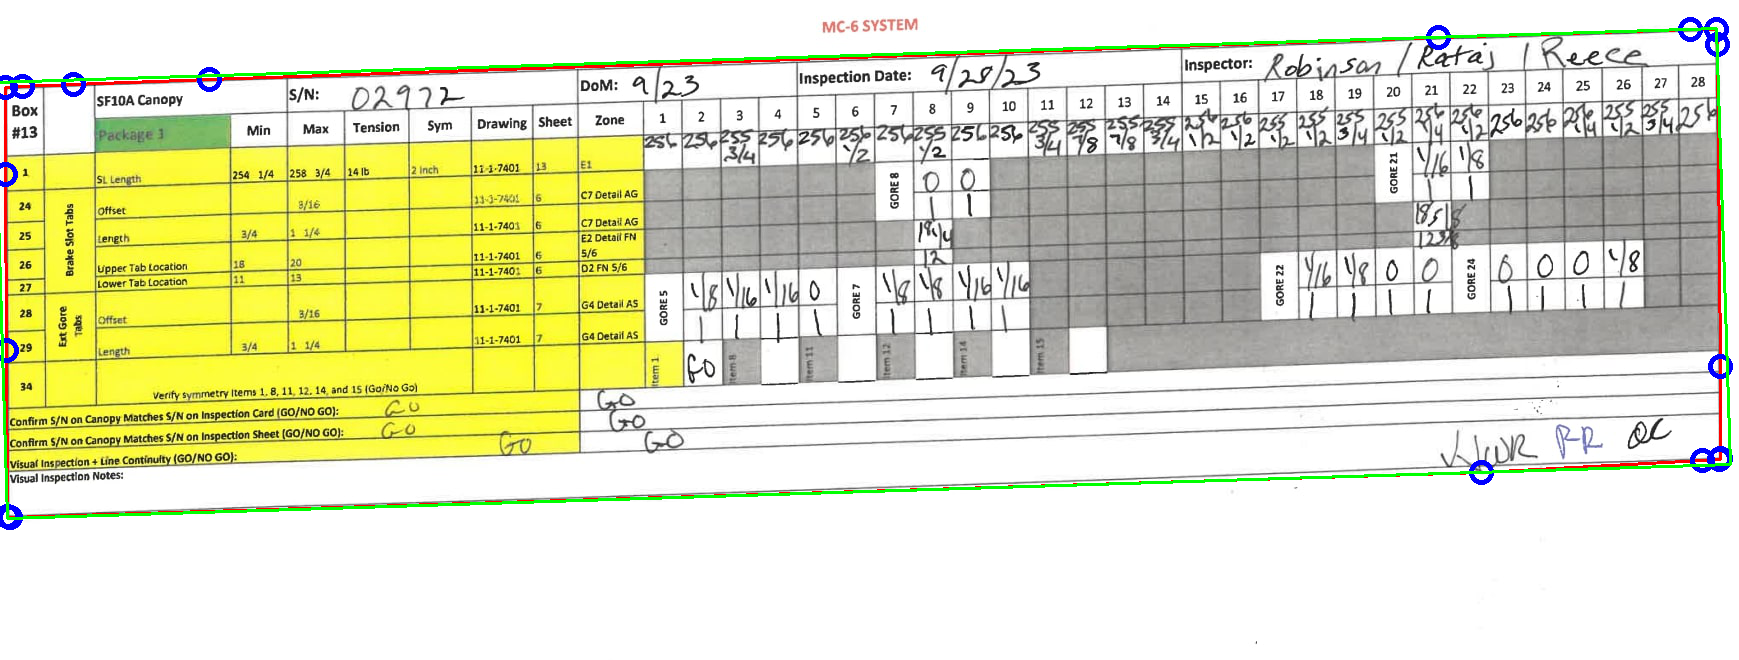 MC-6 SYSTEM
Box #13 SF10A Canopy S/N: 02972 DoM: 9/23 Inspection Date: 9/28/23 Inspector: Robinson / Rataj / Reece
Package 1 Min Max Tension Sym Drawing Sheet Zone 1 2 3 4 5 6 7 8 9 10 11 12 13 14 15 16 17 18 19 20 21 22 23 24 25 26 27 28
1 SL Length 254 1/4 258 3/4 14 lb 2 Inch 11-1-7401 13 E1 256 256 255 3/4 256 256 256 1/2 256 255 1/2 256 256 255 3/4 255 7/8 255 7/8 255 3/4 256 1/2 256 1/2 255 1/2 255 1/2 255 3/4 255 1/2 256 1/4 256 1/2 256 256 256 1/4 255 1/2 255 3/4 256
Brake Slot Tabs
24 Offset 3/16 11-1-7401 6 C7 Detail AG GORE 8 0 0 GORE 21 1/16 1/8
25 Length 3/4 1 1/4 11-1-7401 6 C7 Detail AG 1 1 1 1
26 Upper Tab Location 18 20 11-1-7401 6 E2 Detail FN 5/6
27 Lower Tab Location 11 13 11-1-7401 6 D2 FN 5/6 12
Ext Gore Tabs
28 Offset 3/16 11-1-7401 7 G4 Detail AS GORE 5 1/8 1/16 1/16 0 GORE 7 1/8 1/8 1/16 1/16 GORE 22 1/16 1/8 0 0 GORE 24 0 0 0 1/8
29 Length 3/4 1 1/4 11-1-7401 7 G4 Detail AS 1 1 1 1 1 1 1 1 1 1 1 1 1 1 1 1
34 Verify symmetry Items 1, 8, 11, 12, 14, and 15 (Go/No Go) Item 1 GO Item 8 Item 11 Item 12 Item 14 Item 15
Confirm S/N on Canopy Matches S/N on Inspection Card (GO/NO GO): GO GO
Confirm S/N on Canopy Matches S/N on Inspection Sheet (GO/NO GO): GO GO
Visual Inspection + Line Continuity (GO/NO GO): GO GO
Visual Inspection Notes: RR